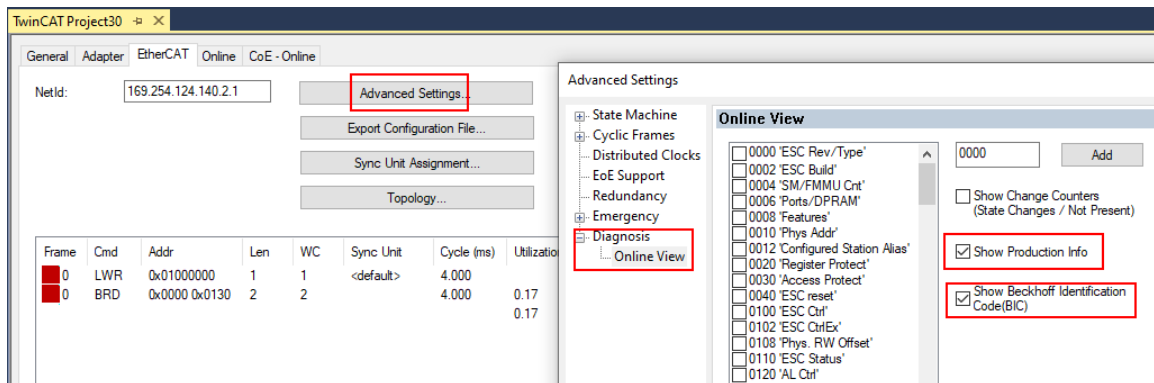 TwinCAT Project30
General Adapter EtherCAT Online CoE - Online
NetId: 169.254.124.140.2.1
Advanced Settings...
Export Configuration File...
Sync Unit Assignment...
Topology...
Frame Cmd Addr Len WC Sync Unit Cycle (ms) Utilizatio
0 LWR 0x01000000 1 1 <default> 4.000
0 BRD 0x0000 0x0130 2 2 4.000 0.17
0.17
Advanced Settings
State Machine
Cyclic Frames
Distributed Clocks
EoE Support
Redundancy
Emergency
Diagnosis
Online View
Online View
0000 'ESC Rev/Type'
0002 'ESC Build'
0004 'SM/FMMU Cnt'
0006 'Ports/DPRAM'
0008 'Features'
0010 'Phys Addr'
0012 'Configured Station Alias'
0020 'Register Protect'
0030 'Access Protect'
0040 'ESC reset'
0100 'ESC Ctrl'
0102 'ESC CtrlEx'
0108 'Phys. RW Offset'
0110 'ESC Status'
0120 'AL Ctrl'
0000 Add
Show Change Counters
(State Changes / Not Present)
Show Production Info
Show Beckhoff Identification
Code(BIC)